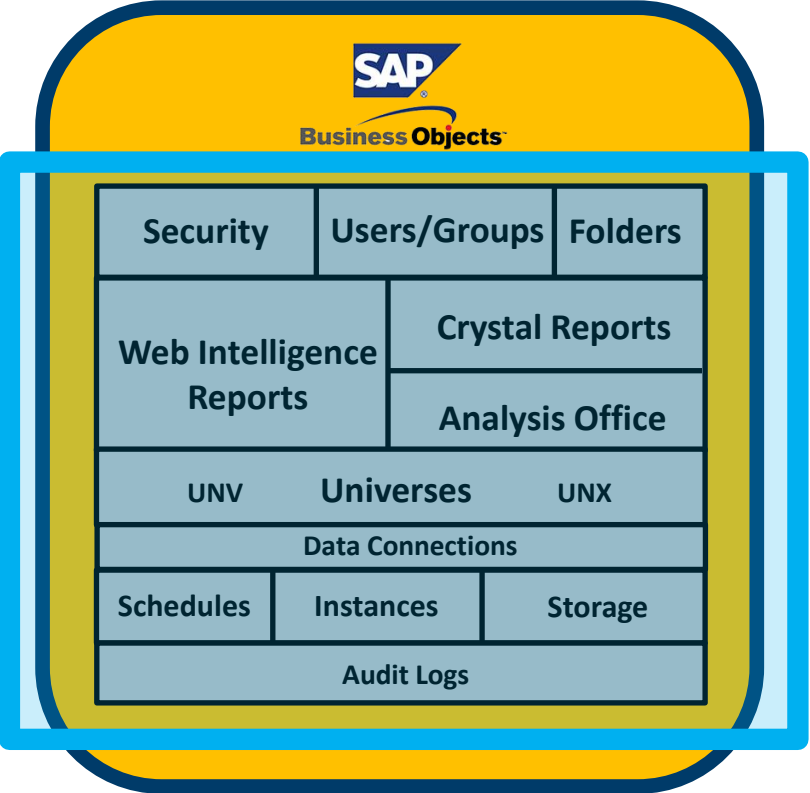 SAP®
Business Objects™
Security Users/Groups Folders
Web Intelligence
Reports
Crystal Reports
Analysis Office
UNV Universes UNX
Data Connections
Schedules Instances Storage
Audit Logs